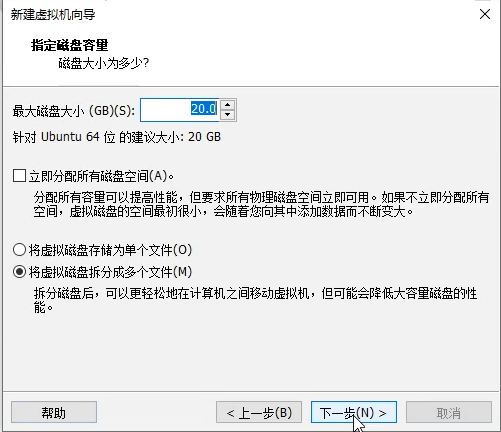 新建虚拟机向导
指定磁盘容量
磁盘大小为多少?
最大磁盘大小 (GB)(S): 20.0
针对 Ubuntu 64 位 的建议大小: 20 GB
立即分配所有磁盘空间(A)。
分配所有容量可以提高性能，但要求所有物理磁盘空间立即可用。如果不立即分配所有
空间，虚拟磁盘的空间最初很小，会随着您向其中添加数据而不断变大。
将虚拟磁盘存储为单个文件(O)
将虚拟磁盘拆分成多个文件(M)
拆分磁盘后，可以更轻松地在计算机之间移动虚拟机，但可能会降低大容量磁盘的性
能。
帮助 < 上一步(B) 下一步(N) > 取消